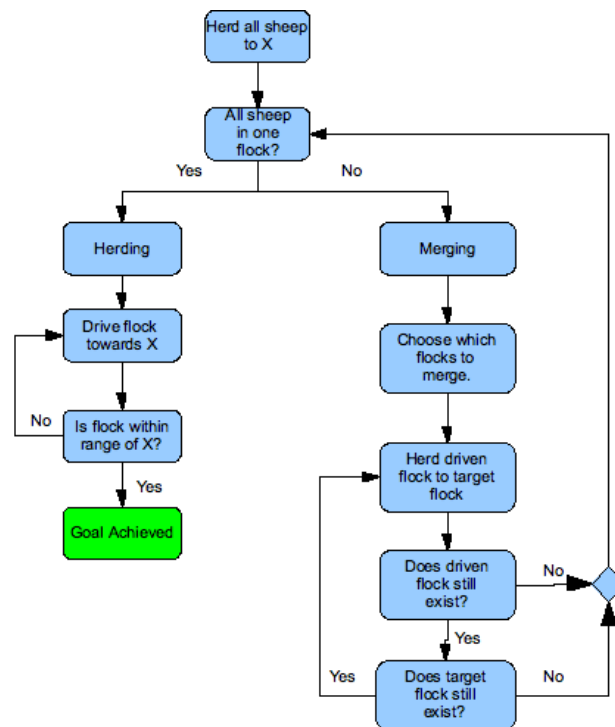 Herd all sheep
to X
All sheep
in one
flock?
Yes
No
Herding
Merging
Drive flock
towards X
Choose which
flocks to
merge.
No
Is flock within
range of X?
Herd driven
flock to target
flock
Yes
Goal Achieved
Does driven
flock still
exist?
No
Yes
Yes
Does target
flock still
exist?
No